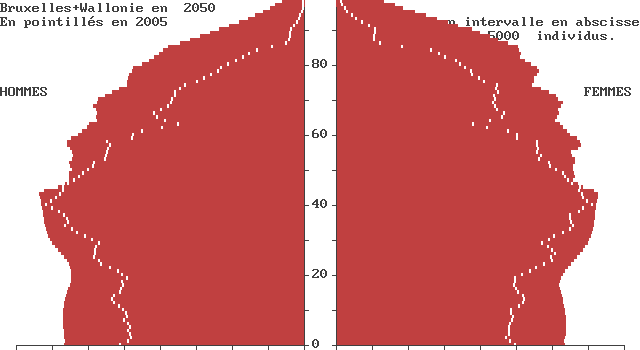 Bruxelles+Wallonie en 2050
En pointillés en 2005
intervalle en abscisse
5000 individus.
80
HOMMES
FEMMES
60
40
20
0